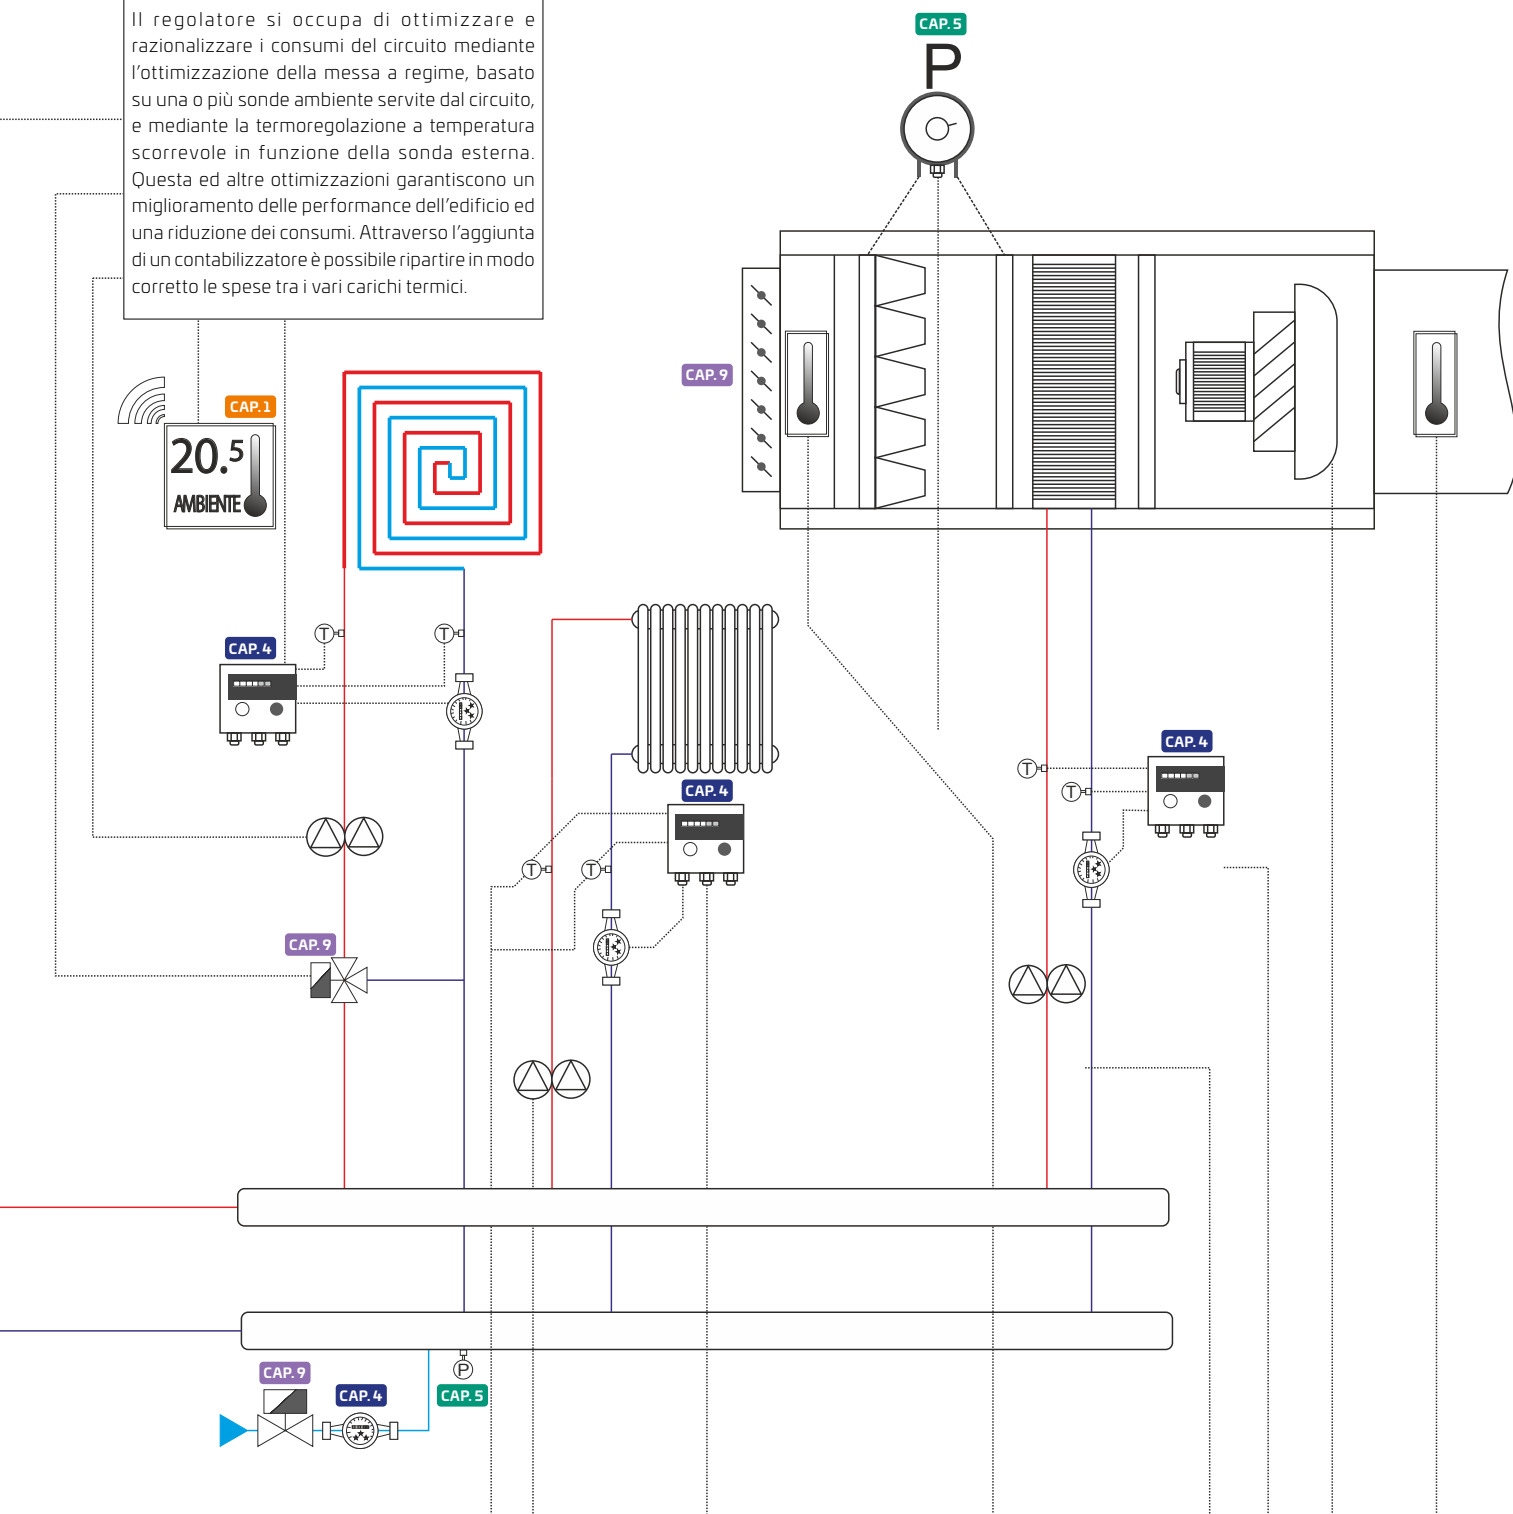 Il regolatore si occupa di ottimizzare e
razionalizzare i consumi del circuito mediante
l'ottimizzazione della messa a regime, basato
su una o più sonde ambiente servite dal circuito,
e mediante la termoregolazione a temperatura
scorrevole in funzione della sonda esterna.
Questa ed altre ottimizzazioni garantiscono un
miglioramento delle performance dell'edificio ed
una riduzione dei consumi. Attraverso l'aggiunta
di un contabilizzatore è possibile ripartire in modo
corretto le spese tra i vari carichi termici.
CAP. 5
P
CAP. 9
CAP. 1
20.5
AMBIENTE
T
T
CAP. 4
CAP. 4
T
T
CAP. 4
T
T
CAP. 9
CAP. 9
CAP. 4
P
CAP. 5